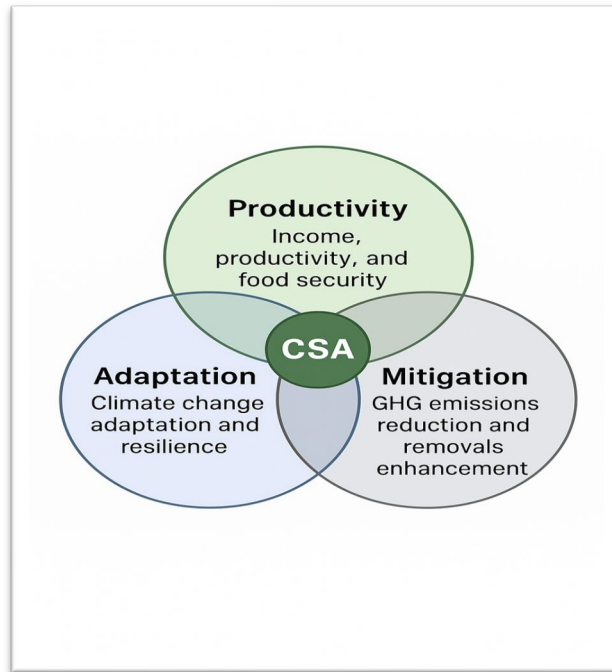 Productivity
Income,
productivity, and
food security
CSA
Adaptation
Climate change
adaptation and
resilience
Mitigation
GHG emissions
reduction and
removals
enhancement